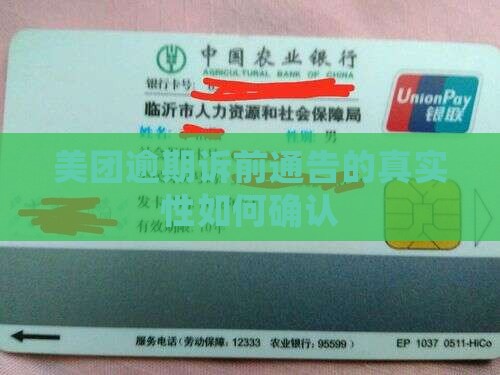 中国农业银行
AGRICULTURAL BANK OF CHINA
UnionPay
银联
银行卡号:
临沂市人力资源和社会保障局
姓名:
性别: 男
美团逾期诉前通告的真实
性如何确认
发卡
有效期限: 10年
服务电话(劳动保障: 12333 农业银行: 95599)
EP 1037 0511-HiCo